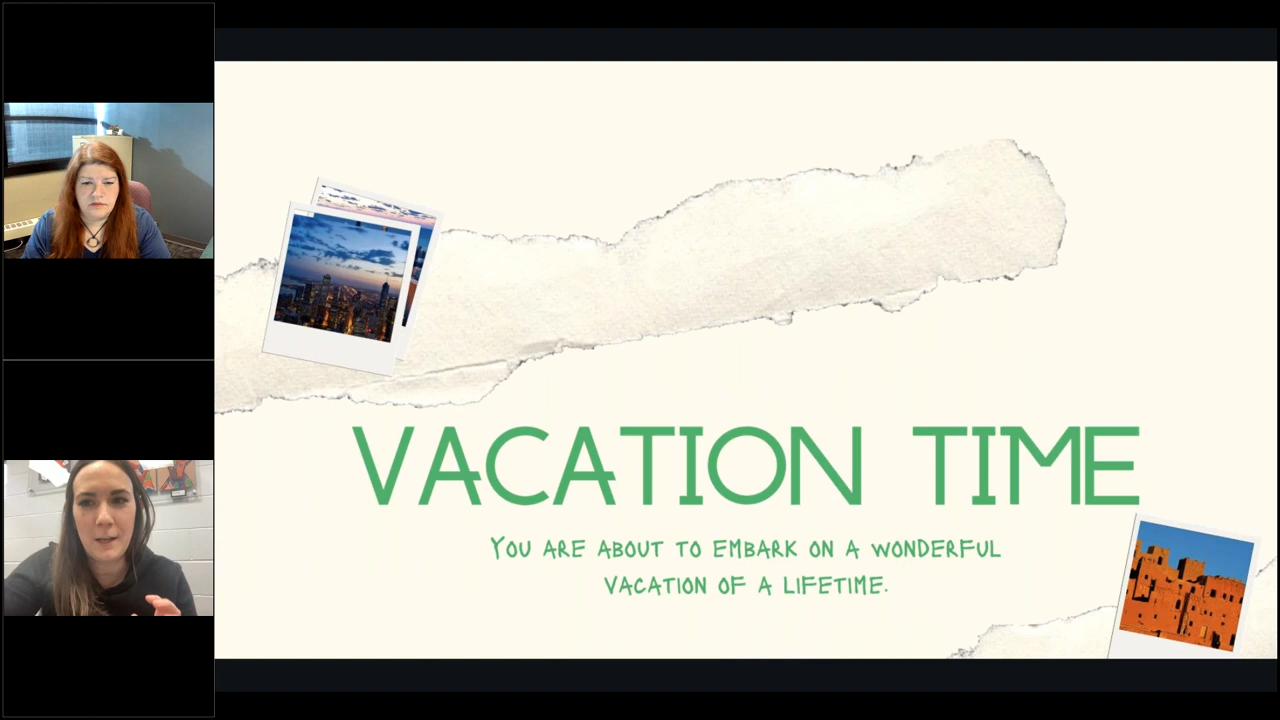 VACATION TIME
YOU ARE ABOUT TO EMBARK ON A WONDERFUL
VACATION OF A LIFETIME.